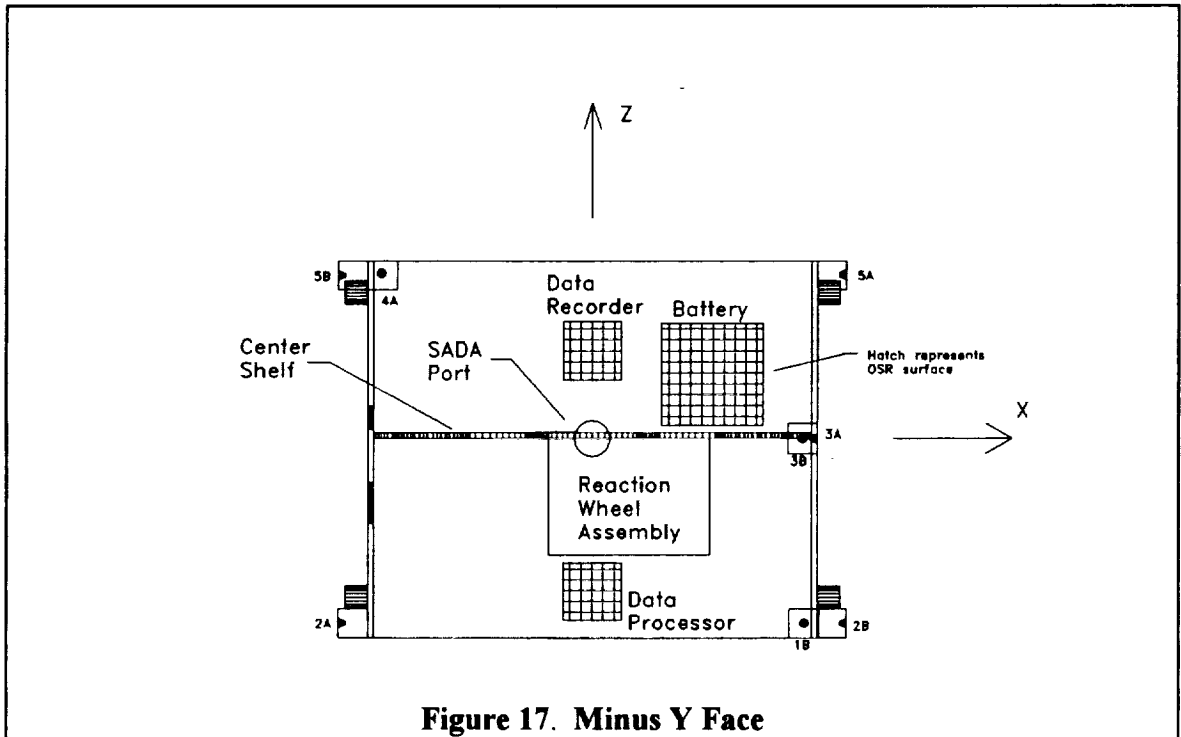 Z
5B
4A
5A
Data
Recorder
Battery
Center
Shelf
SADA
Port
Hatch represents
OSR surface
X
3A
3B
Reaction
Wheel
Assembly
2A
Data
Processor
1B
2B
Figure 17. Minus Y Face